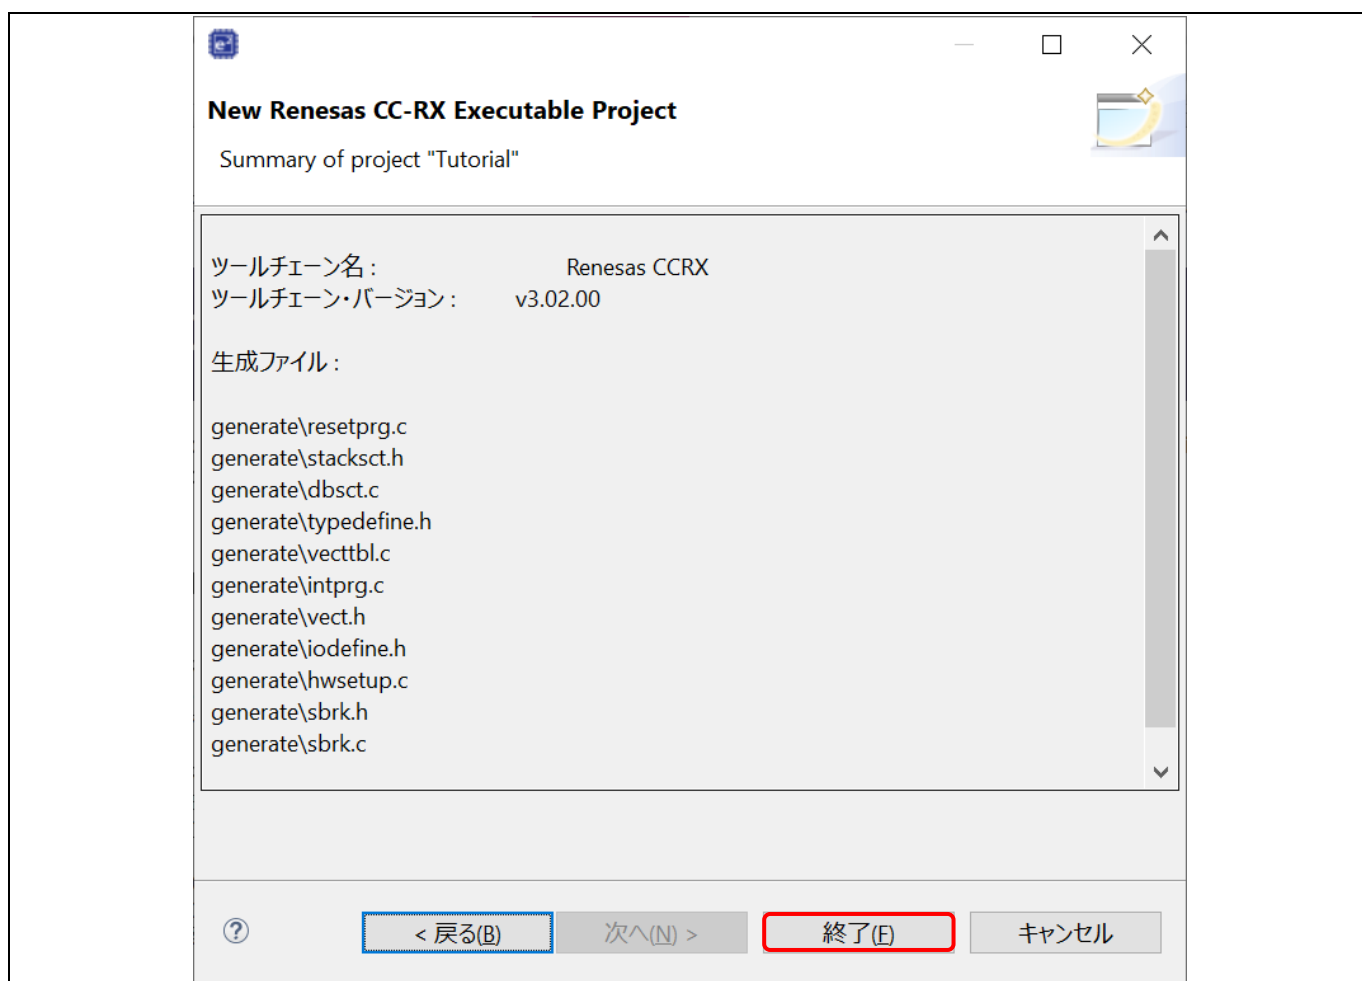 e²
New Renesas CC-RX Executable Project
Summary of project "Tutorial"
ツールチェーン名 : Renesas CCRX
ツールチェーン・バージョン : v3.02.00
生成ファイル :
generate\resetprg.c
generate\stacksct.h
generate\dbsct.c
generate\typedefine.h
generate\vecttbl.c
generate\intprg.c
generate\vect.h
generate\iodefine.h
generate\hwsetup.c
generate\sbrk.h
generate\sbrk.c
? < 戻る(B) 次へ(N) > 終了(F) キャンセル